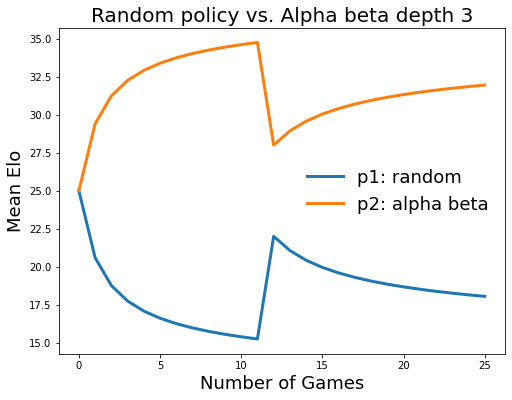 Random policy vs. Alpha beta depth 3
Mean Elo
35.0
32.5
30.0
27.5
25.0
22.5
20.0
17.5
15.0
p1: random
p2: alpha beta
0 5 10 15 20 25
Number of Games